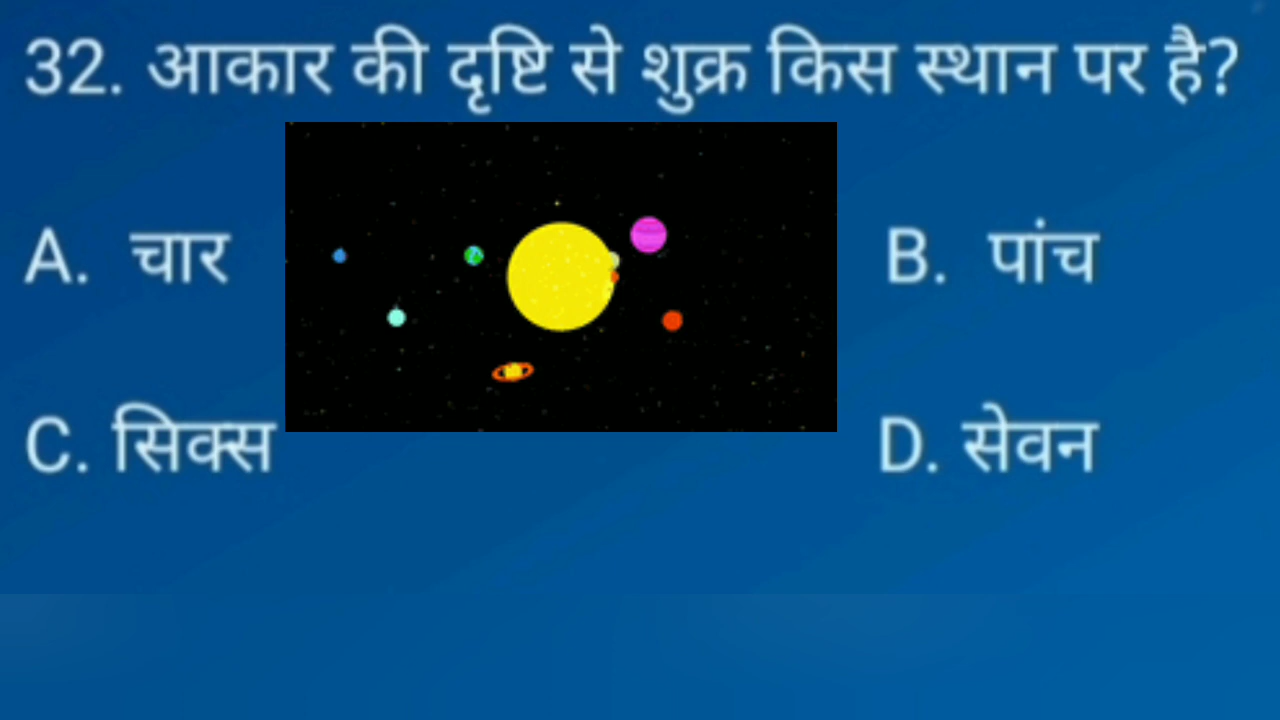 32. आकार की दृष्टि से शुक्र किस स्थान पर है?
A. चार
B. पांच
C. सिक्स
D. सेवन